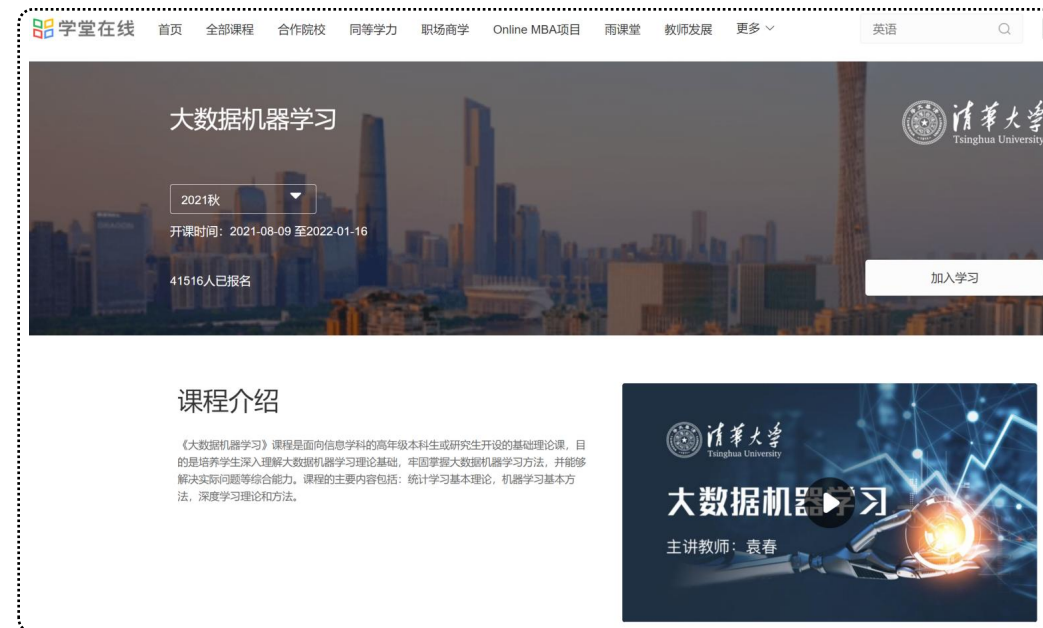 学堂在线 首页 全部课程 合作院校 同等学力 职场商学 Online MBA项目 雨课堂 教师发展 更多 英语
大数据机器学习
清华大学
Tsinghua University
2021秋
开课时间：2021-08-09 至2022-01-16
41516人已报名
加入学习
课程介绍
《大数据机器学习》课程是面向信息学科的高年级本科生或研究生开设的基础理论课，目
的是培养学生深入理解大数据机器学习理论基础，牢固掌握大数据机器学习方法，并能够
解决实际问题等综合能力。课程的主要内容包括：统计学习基本理论，机器学习基本方
法，深度学习理论和方法。
清华大学
Tsinghua University
大数据机器学习
主讲教师：袁春